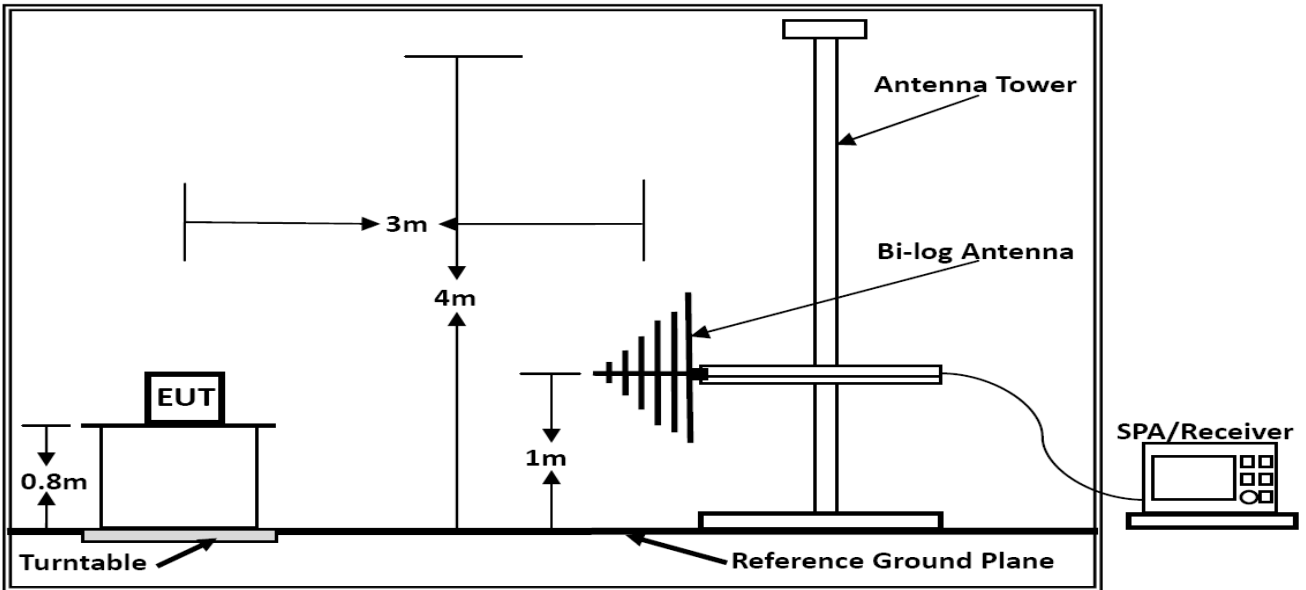 Antenna Tower
3m
Bi-log Antenna
4m
EUT
SPA/Receiver
1m
0.8m
Turntable
Reference Ground Plane